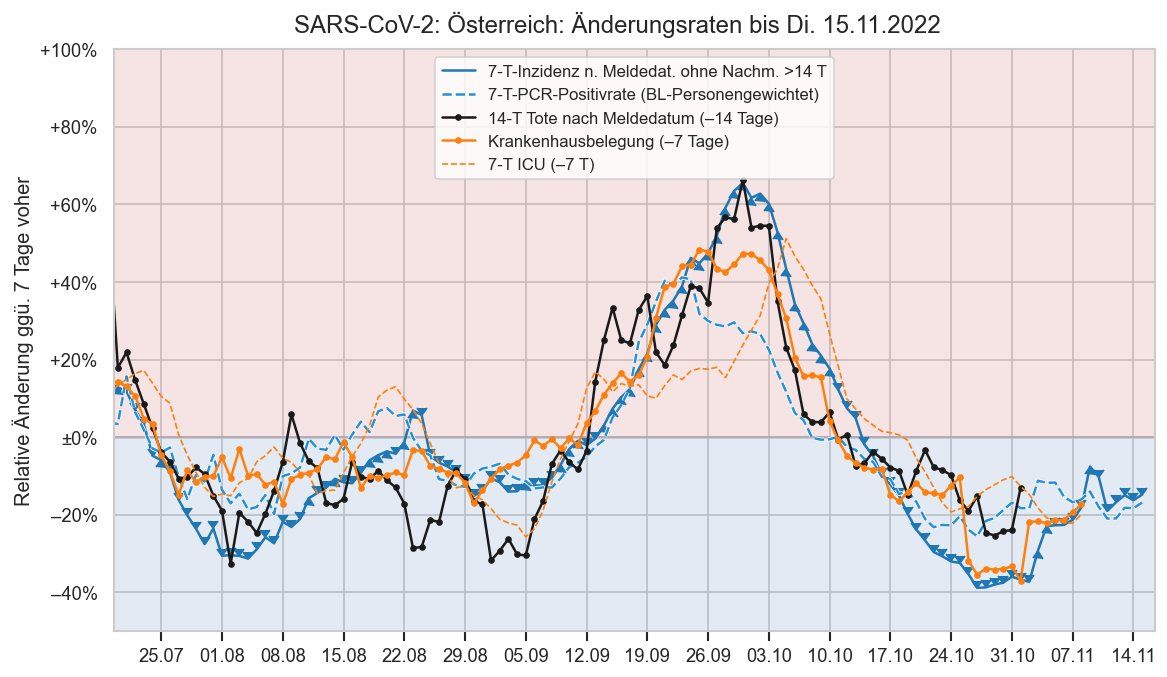 SARS-CoV-2: Österreich: Änderungsraten bis Di. 15.11.2022
+100%
+80%
+60%
+40%
+20%
±0%
–20%
–40%
Relative Änderung ggü. 7 Tage voher
7-T-Inzidenz n. Meldedat. ohne Nachm. >14 T
7-T-PCR-Positivrate (BL-Personengewichtet)
14-T Tote nach Meldedatum (–14 Tage)
Krankenhausbelegung (–7 Tage)
7-T ICU (–7 T)
25.07 01.08 08.08 15.08 22.08 29.08 05.09 12.09 19.09 26.09 03.10 10.10 17.10 24.10 31.10 07.11 14.11